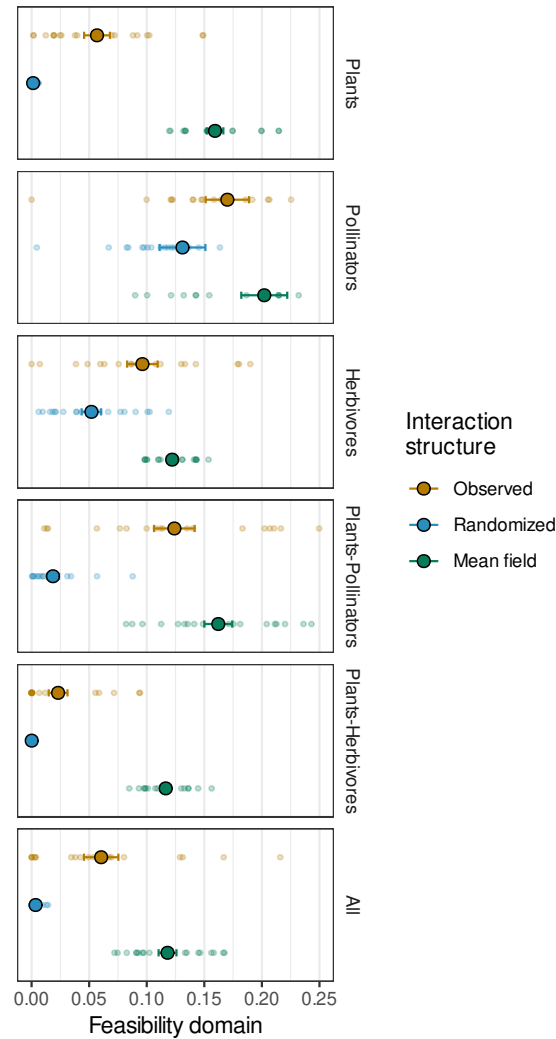 Plants
Pollinators
Herbivores
Plants-Pollinators
Plants-Herbivores
All
0.00 0.05 0.10 0.15 0.20 0.25
Feasibility domain
Interaction
structure
Observed
Randomized
Mean field